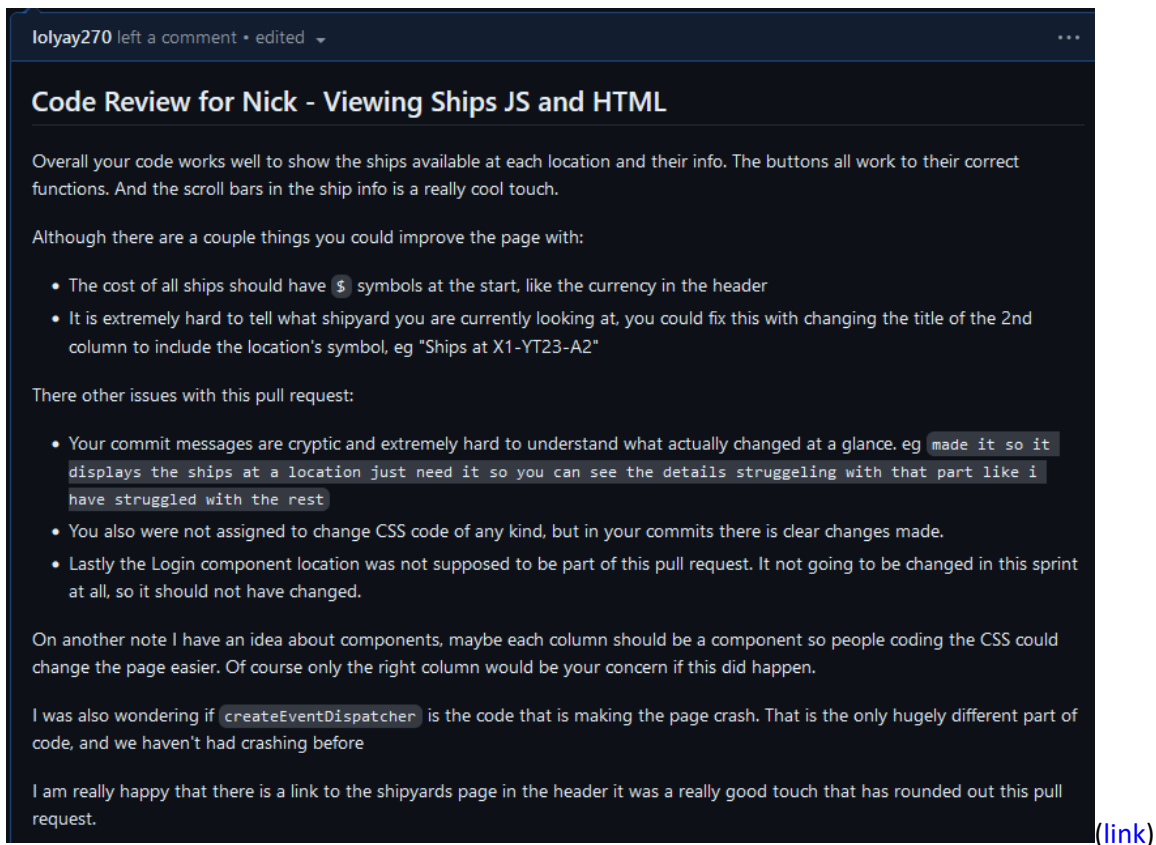 lolyay270 left a comment • edited
Code Review for Nick - Viewing Ships JS and HTML
Overall your code works well to show the ships available at each location and their info. The buttons all work to their correct
functions. And the scroll bars in the ship info is a really cool touch.
Although there are a couple things you could improve the page with:
• The cost of all ships should have $ symbols at the start, like the currency in the header
• It is extremely hard to tell what shipyard you are currently looking at, you could fix this with changing the title of the 2nd
column to include the location's symbol, eg "Ships at X1-YT23-A2"
There other issues with this pull request:
• Your commit messages are cryptic and extremely hard to understand what actually changed at a glance. eg made it so it
displays the ships at a location just need it so you can see the details struggeling with that part like i
have struggled with the rest
• You also were not assigned to change CSS code of any kind, but in your commits there is clear changes made.
• Lastly the Login component location was not supposed to be part of this pull request. It not going to be changed in this sprint
at all, so it should not have changed.
On another note I have an idea about components, maybe each column should be a component so people coding the CSS could
change the page easier. Of course only the right column would be your concern if this did happen.
I was also wondering if createEventDispatcher is the code that is making the page crash. That is the only hugely different part of
code, and we haven't had crashing before
I am really happy that there is a link to the shipyards page in the header it was a really good touch that has rounded out this pull
request.
(link)